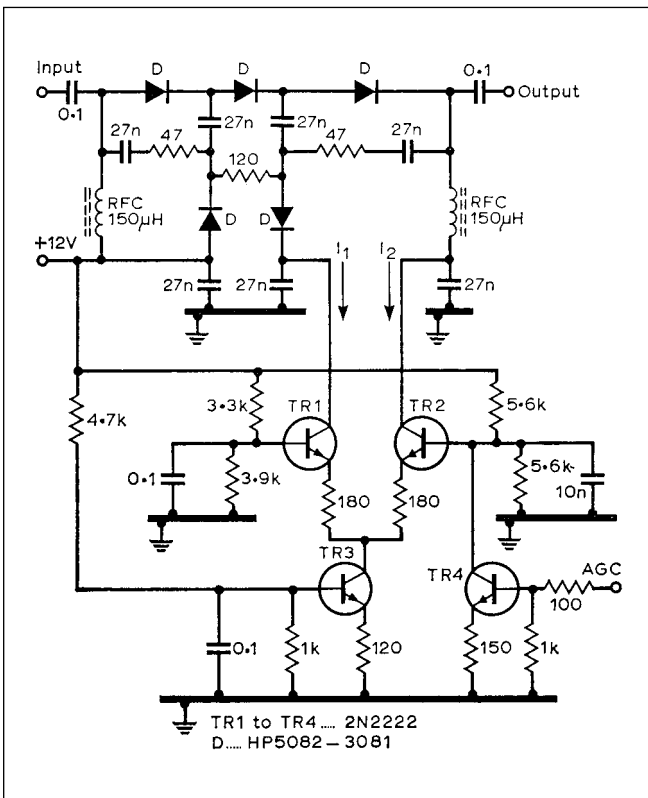 Input
0·1
D
D
D
0·1
Output
27n
47
27n
27n
47
27n
120
RFC
150µH
D
D
RFC
150µH
+12V
27n
27n
I1
I2
27n
4·7k
3·3k
TR1
TR2
5·6k
0·1
3·9k
180
180
5·6k
10n
TR3
TR4
AGC
100
0·1
1k
120
150
1k
TR1 to TR4..... 2N2222
D..... HP5082–3081